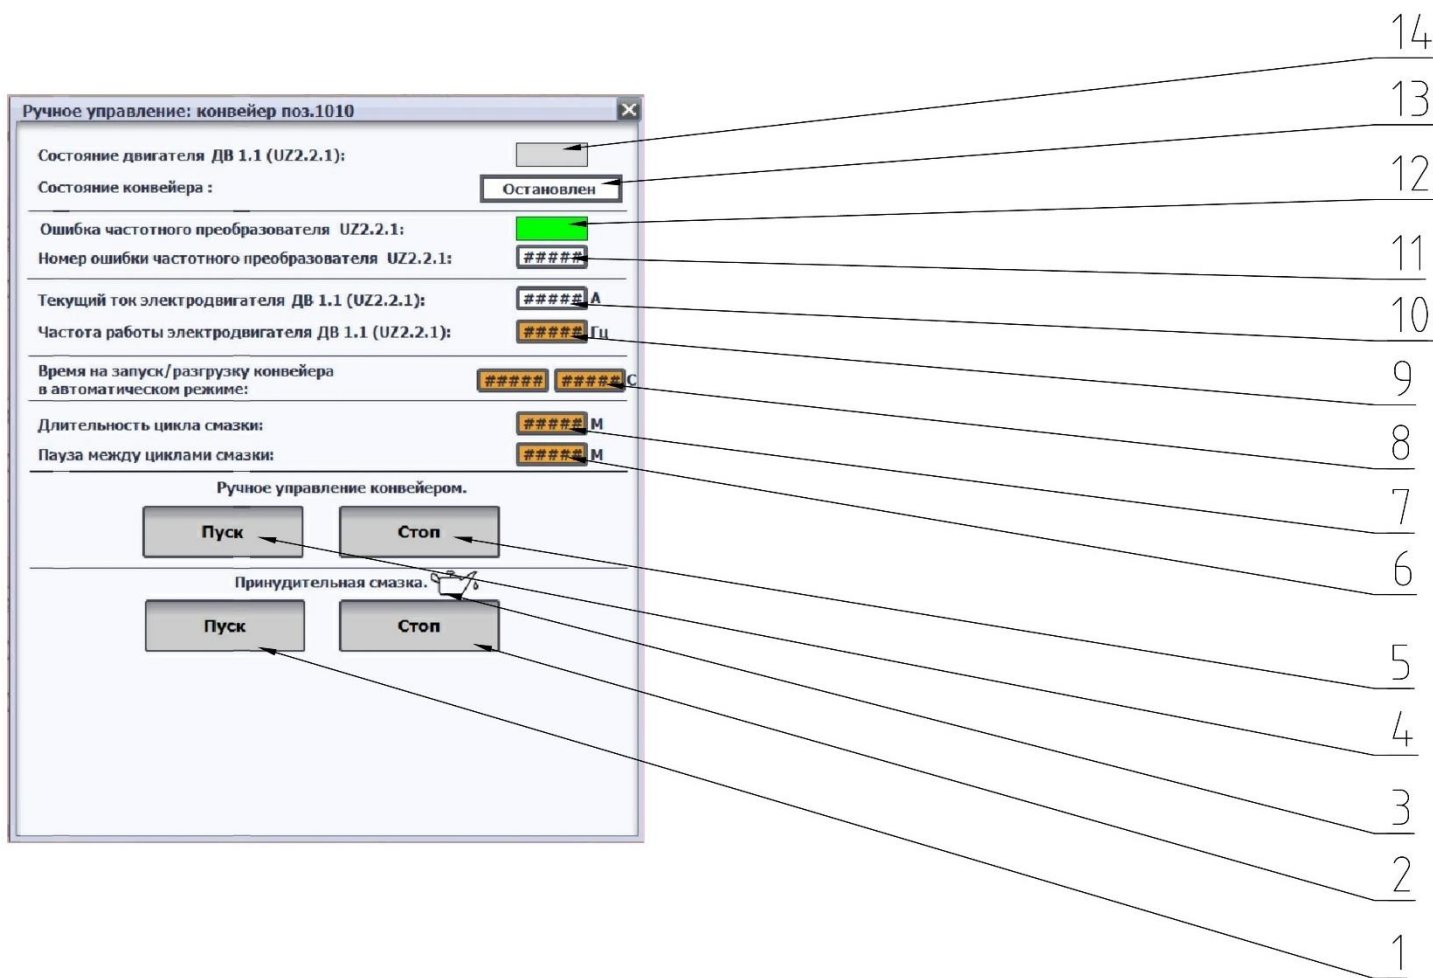 14
Ручное управление: конвейер поз.1010
13
Состояние двигателя ДВ 1.1 (UZ2.2.1):
Состояние конвейера : Остановлен
12
Ошибка частотного преобразователя UZ2.2.1:
Номер ошибки частотного преобразователя UZ2.2.1: #####
11
Текущий ток электродвигателя ДВ 1.1 (UZ2.2.1): ##### А
10
Частота работы электродвигателя ДВ 1.1 (UZ2.2.1): ##### Гц
Время на запуск/разгрузку конвейера
в автоматическом режиме: ##### ##### С
9
Длительность цикла смазки: ##### М
8
Пауза между циклами смазки: ##### М
Ручное управление конвейером.
7
Пуск Стоп
6
Принудительная смазка.
Пуск Стоп
5
4
3
2
1